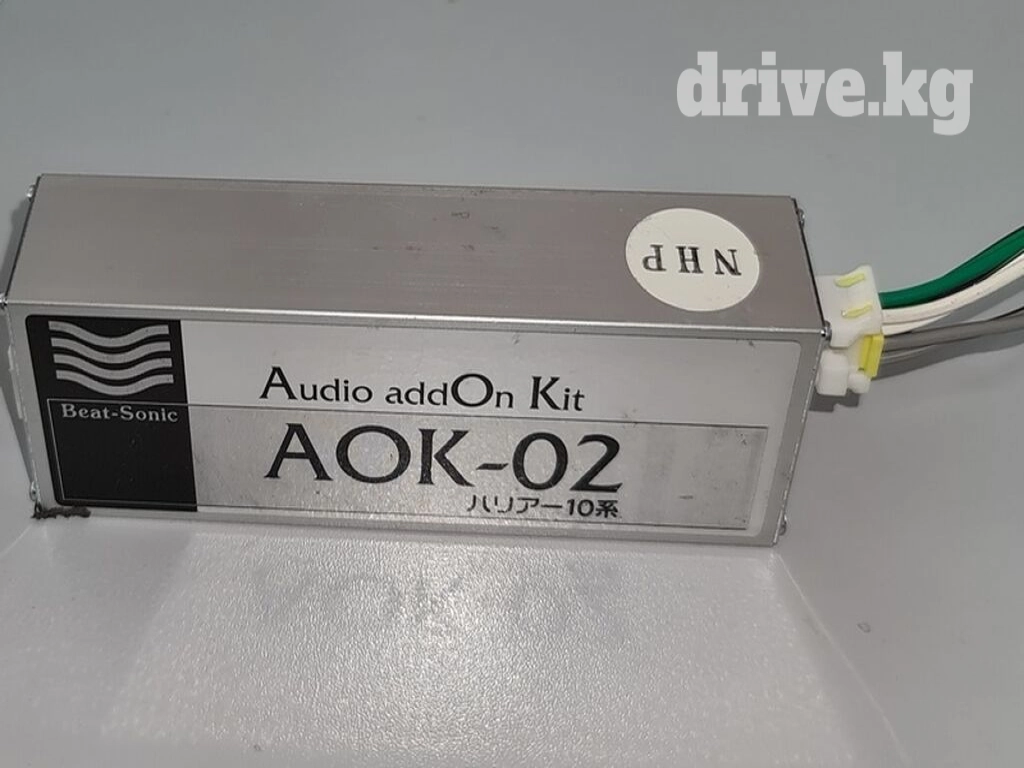 drive.kg
NHP
Audio addOn Kit
Beat-Sonic
AOK-02
ハリアー10系